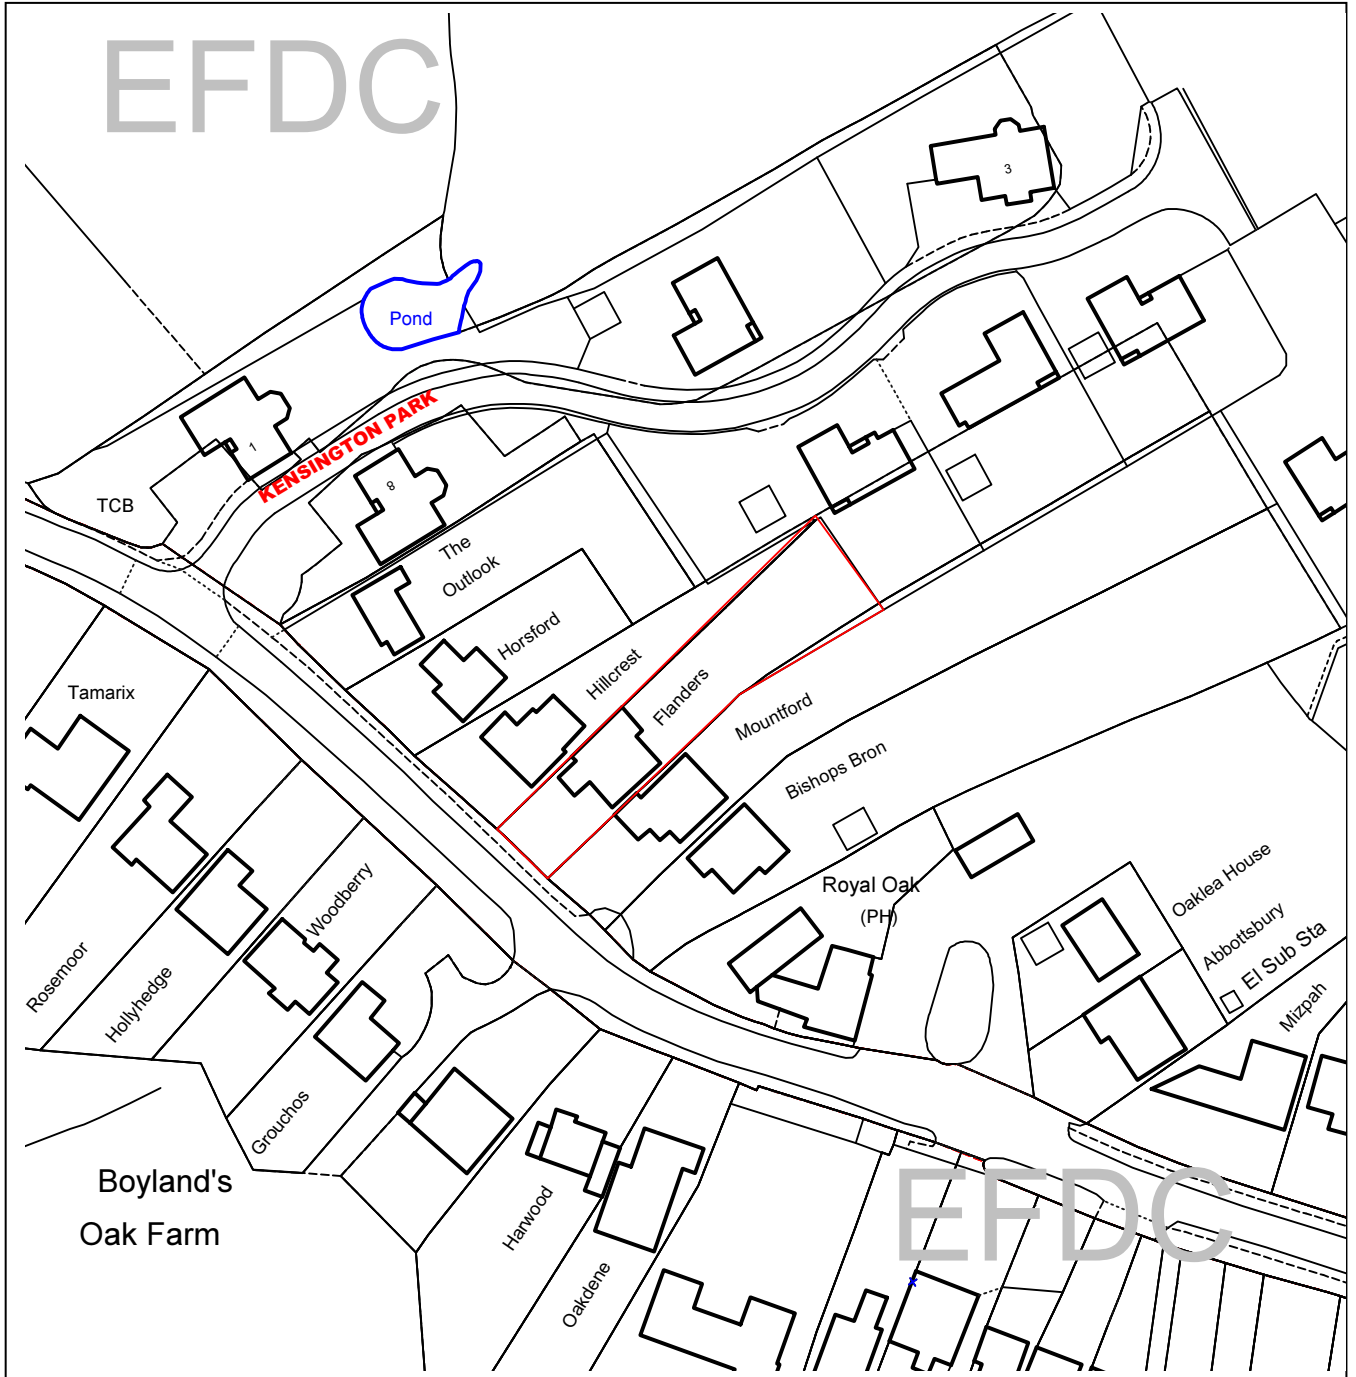 EFDC
3
Pond
KENSINGTON PARK
1
8
TCB
The
Outlook
Horsford
Hillcrest
Flanders
Tamarix
Mountford
Bishops Bron
Royal Oak
(PH)
Oaklea House
Abbottsbury
El Sub Sta
Mizpah
Woodberry
Rosemoor
Hollyhedge
Grouchos
Boyland's
Oak Farm
Harwood
Oakdene
EFDC